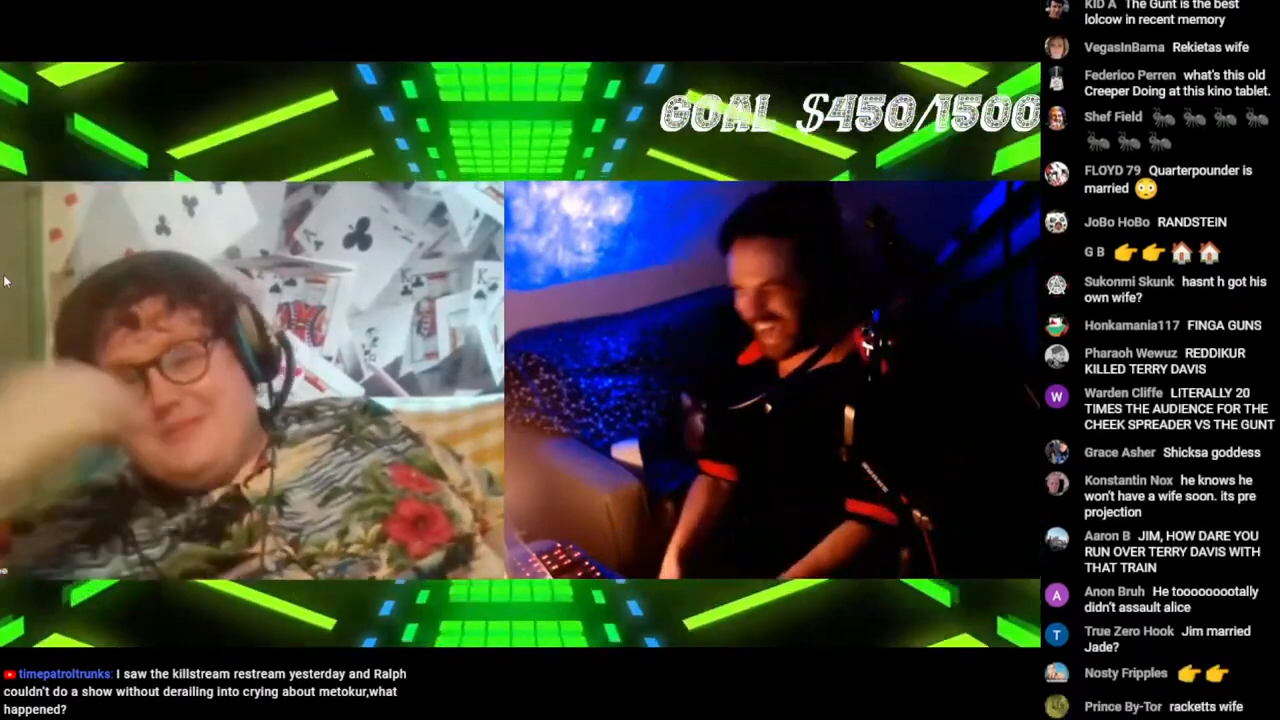 GOAL $450/1500
K
K
timepatroltrunks: I saw the killstream restream yesterday and Ralph
couldn't do a show without derailing into crying about metokur,what
happened?
KID A The Gunt is the best
lolcow in recent memory
VegasInBama Rekietas wife
Federico Perren what's this old
Creeper Doing at this kino tablet.
Shef Field 🐜 🐜 🐜 🐜
🐜 🐜 🐜
FLOYD 79 Quarterpounder is
married 😳
JoBo HoBo RANDSTEIN
G B 👉 👉 🏠 🏠
Sukonmi Skunk hasnt h got his
own wife?
Honkamania117 FINGA GUNS
Pharaoh Wewuz REDDIKUR
KILLED TERRY DAVIS
W
Warden Cliffe LITERALLY 20
TIMES THE AUDIENCE FOR THE
CHEEK SPREADER VS THE GUNT
Grace Asher Shicksa goddess
Konstantin Nox he knows he
won't have a wife soon. its pre
projection
Aaron B JIM, HOW DARE YOU
RUN OVER TERRY DAVIS WITH
THAT TRAIN
A
Anon Bruh He tooooooootally
didn't assault alice
T
True Zero Hook Jim married
Jade?
Nosty Fripples 👉 👉
Prince By-Tor racketts wife